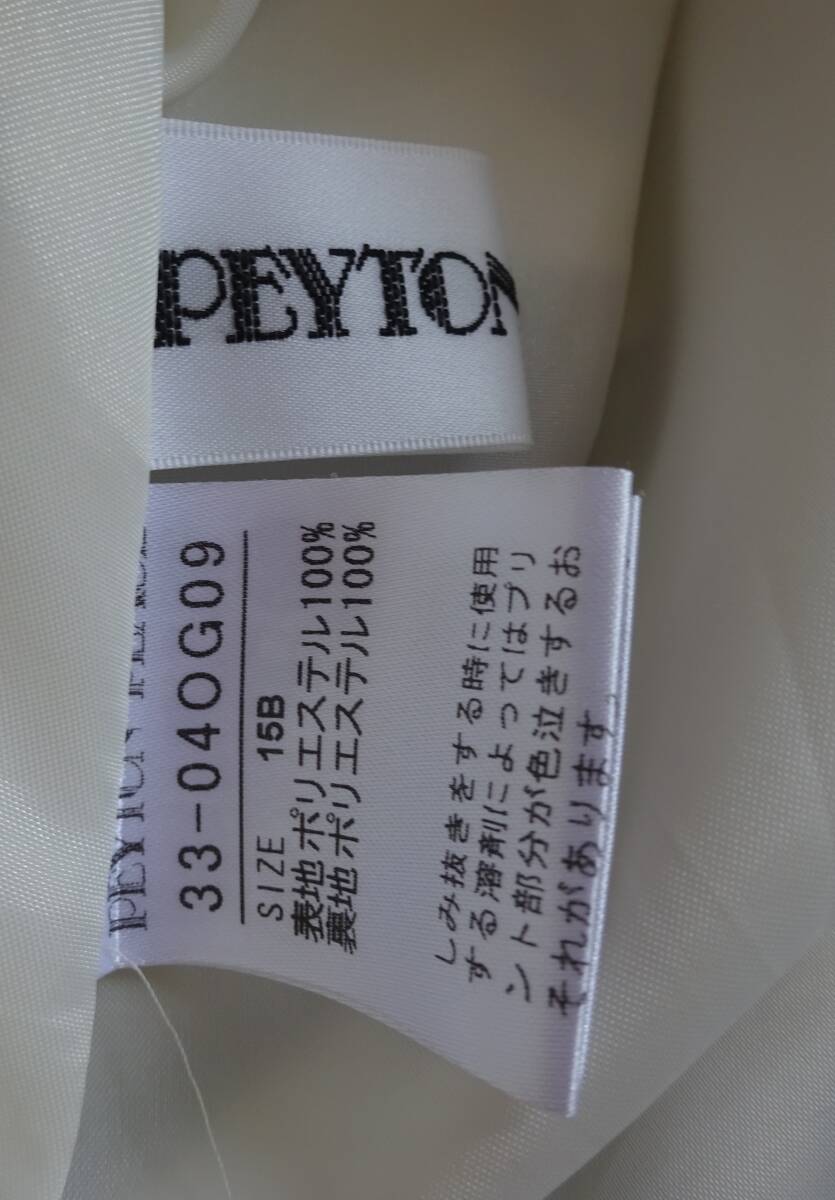 PEYTON
PEYTON
33-04OG09
SIZE 15B
表地ポリエステル100%
裏地ポリエステル100%
しみ抜きをする時に使用
する溶剤によってはプリ
ント部分が色泣きするお
それがあります。